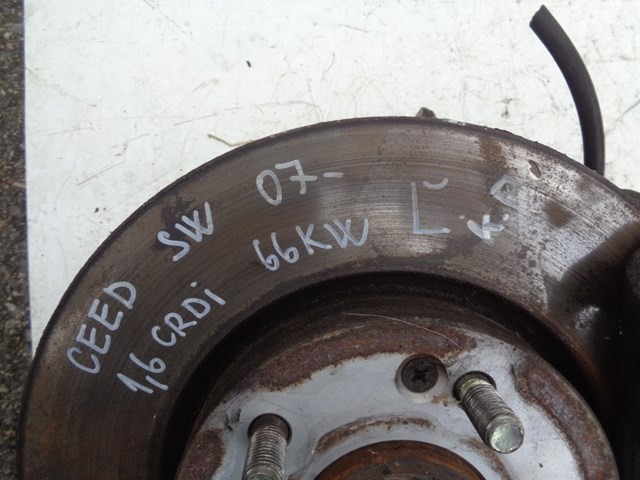 CEED SW 07- Ľ K.P.
1,6 CRDi 66KW